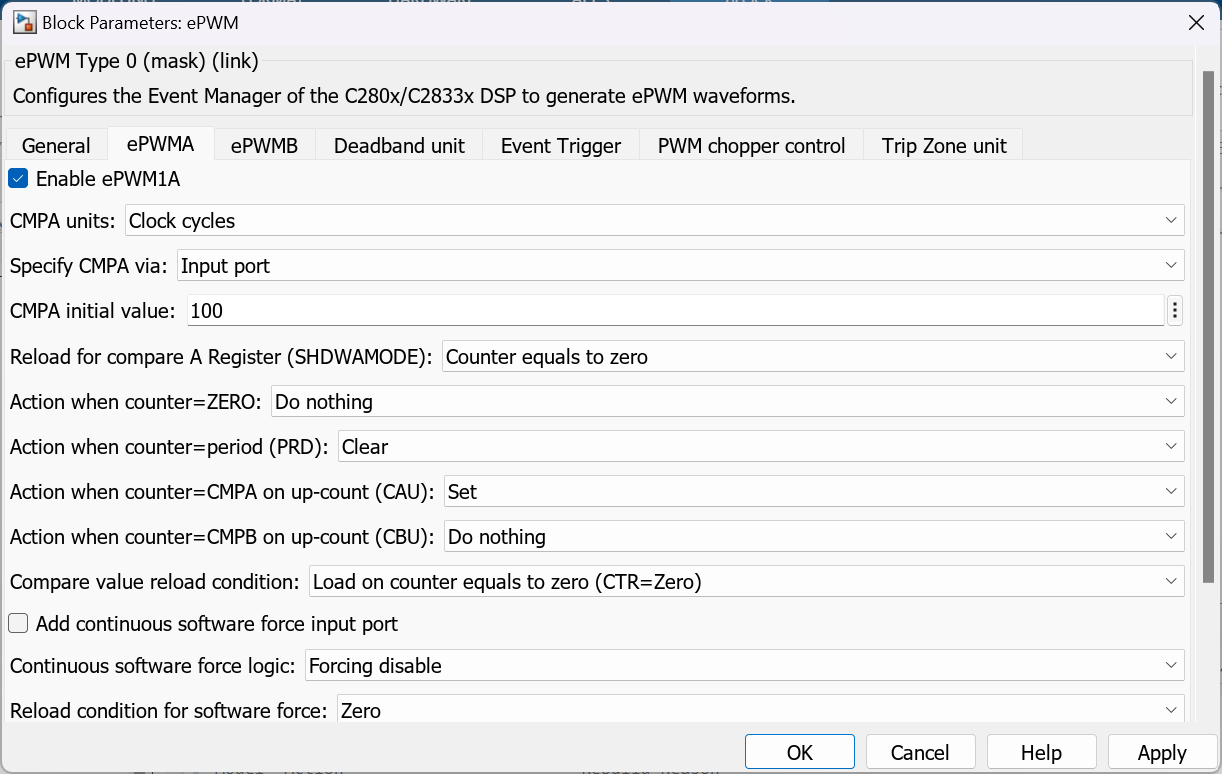 Block Parameters: ePWM
ePWM Type 0 (mask) (link)
Configures the Event Manager of the C280x/C2833x DSP to generate ePWM waveforms.
General ePWMA ePWMB Deadband unit Event Trigger PWM chopper control Trip Zone unit
Enable ePWM1A
CMPA units: Clock cycles
Specify CMPA via: Input port
CMPA initial value: 100
Reload for compare A Register (SHDWAMODE): Counter equals to zero
Action when counter=ZERO: Do nothing
Action when counter=period (PRD): Clear
Action when counter=CMPA on up-count (CAU): Set
Action when counter=CMPB on up-count (CBU): Do nothing
Compare value reload condition: Load on counter equals to zero (CTR=Zero)
Add continuous software force input port
Continuous software force logic: Forcing disable
Reload condition for software force: Zero
OK Cancel Help Apply